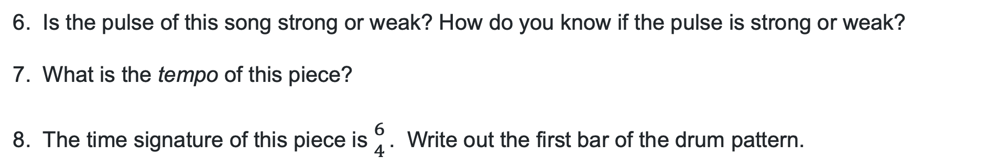 6. Is the pulse of this song strong or weak? How do you know if the pulse is strong or weak?
7. What is the tempo of this piece?
8. The time signature of this piece is 6/4. Write out the first bar of the drum pattern.